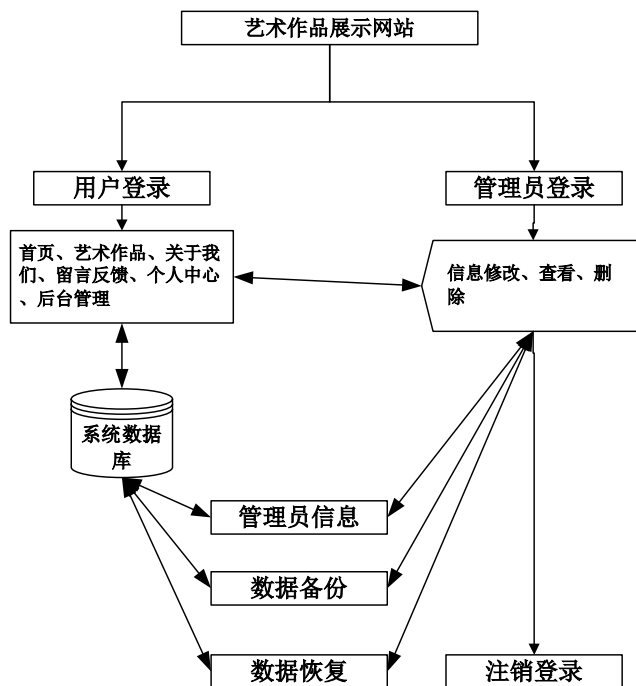 艺术作品展示网站
用户登录
管理员登录
首页、艺术作品、关于我
们、留言反馈、个人中心
、后台管理
信息修改、查看、删
除
系统数据
库
管理员信息
数据备份
数据恢复
注销登录